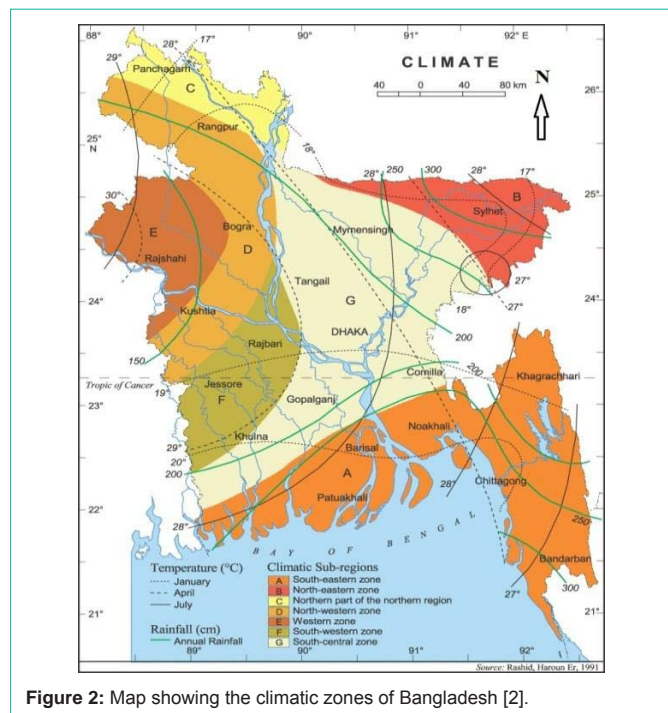 88° 90° 91° 92° E
CLIMATE
40 0 40 80 km
N
29°
28°
17°
Panchagarh
C
26°
Rangpur
25°
N
18°
28°
250
300
28°
17°
B
25°
Sylhet
30°
E
Bogra
D
Mymensingh
Rajshahi
Tangail
G
27°
18°
27°
24°
24°
Kushtia
DHAKA
200
150
Rajbari
Tropic of Cancer
19°
Jessore
F
Gopalganj
Comilla
200
Khagrachhari
23°
Khulna
Noakhali
29°
20°
200
Barisal
A
Chittagong
28°
28°
Patuakhali
22°
22°
250
BAY OF BENGAL
Bandarban
27°
300
21°
21°
Temperature (°C)
January
April
July
Rainfall (cm)
Annual Rainfall
Climatic Sub-regions
A South-eastern zone
B North-eastern zone
C Northern part of the northern region
D North-western zone
E Western zone
F South-western zone
G South-central zone
89° 90° 91° 92°
Source: Rashid, Haroun Er, 1991
Figure 2: Map showing the climatic zones of Bangladesh [2].